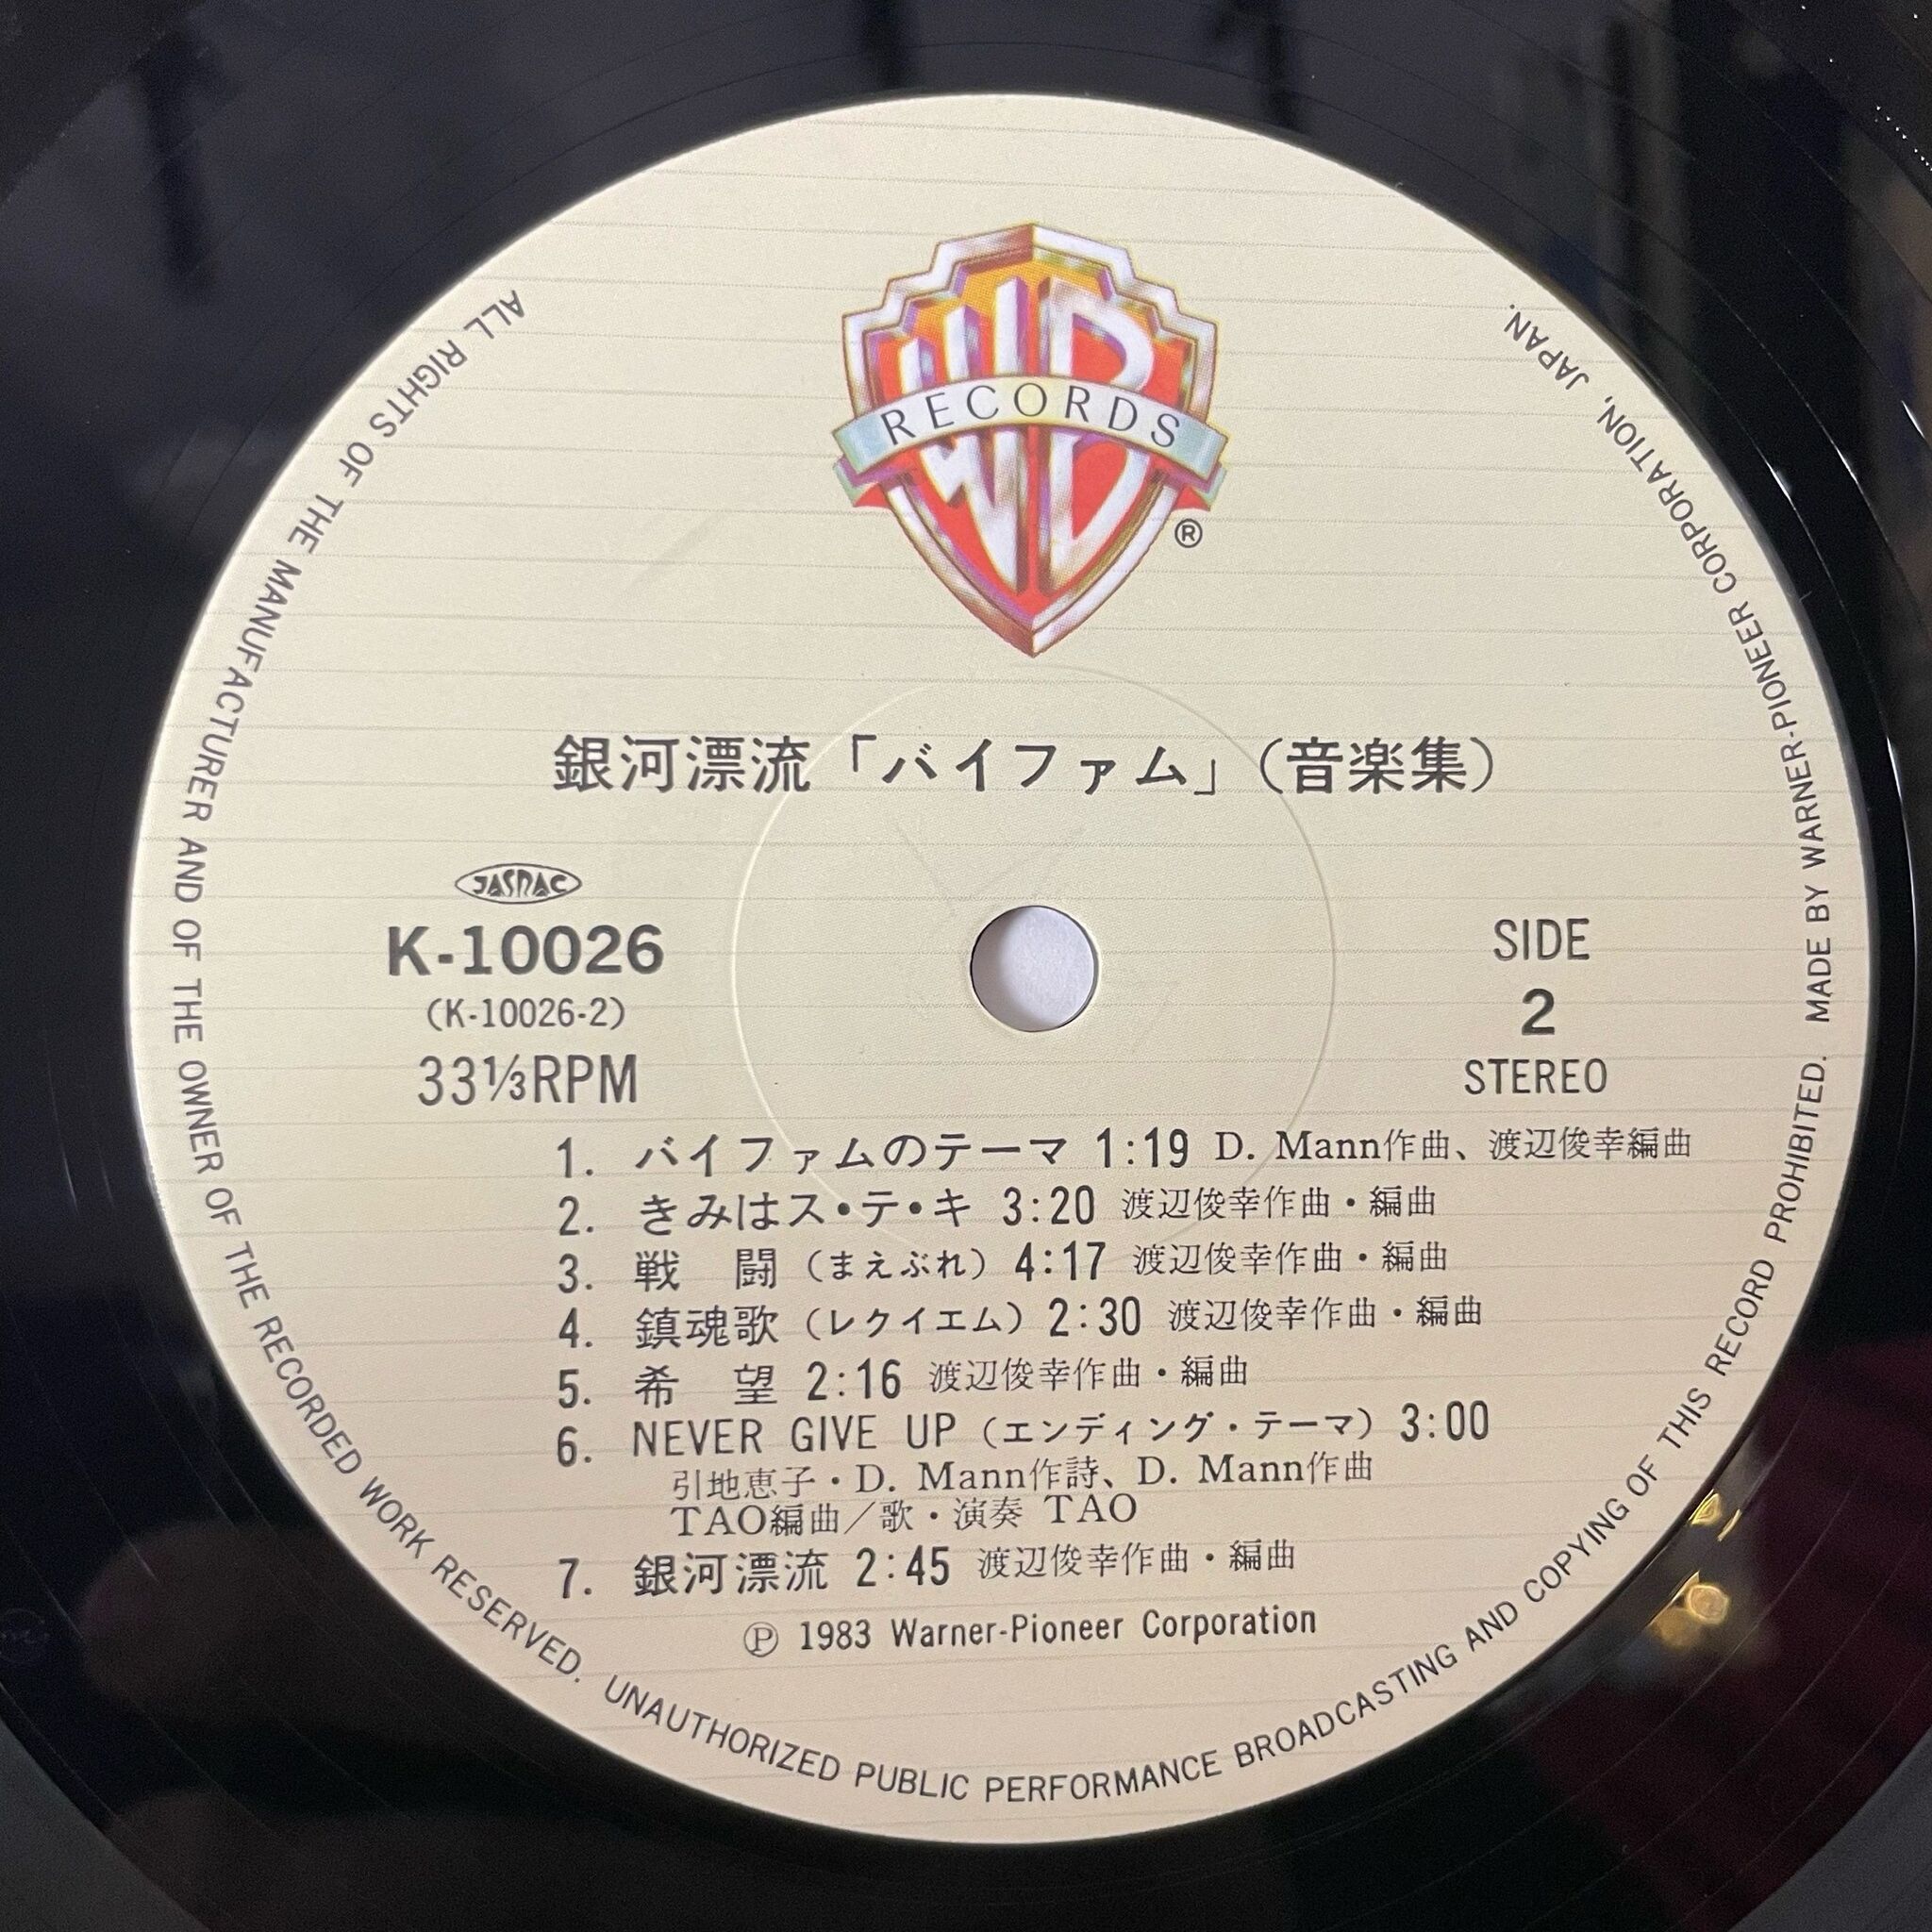 WB
RECORDS
®
銀河漂流「バイファム」(音楽集)
JASRAC
K-10026
(K-10026-2)
33⅓RPM
SIDE
2
STEREO
1. バイファムのテーマ 1:19 D. Mann作曲、渡辺俊幸編曲
2. きみはス・テ・キ 3:20 渡辺俊幸作曲・編曲
3. 戦 闘(まえぶれ) 4:17 渡辺俊幸作曲・編曲
4. 鎮魂歌(レクイエム) 2:30 渡辺俊幸作曲・編曲
5. 希 望 2:16 渡辺俊幸作曲・編曲
6. NEVER GIVE UP(エンディング・テーマ) 3:00
引地恵子・D. Mann作詩、D. Mann作曲
TAO編曲/歌・演奏 TAO
7. 銀河漂流 2:45 渡辺俊幸作曲・編曲
Ⓟ 1983 Warner-Pioneer Corporation
ALL RIGHTS OF THE MANUFACTURER AND OF THE OWNER OF THE RECORDED WORK RESERVED. UNAUTHORIZED PUBLIC PERFORMANCE BROADCASTING AND COPYING OF THIS RECORD PROHIBITED. MADE BY WARNER-PIONEER CORPORATION, JAPAN.